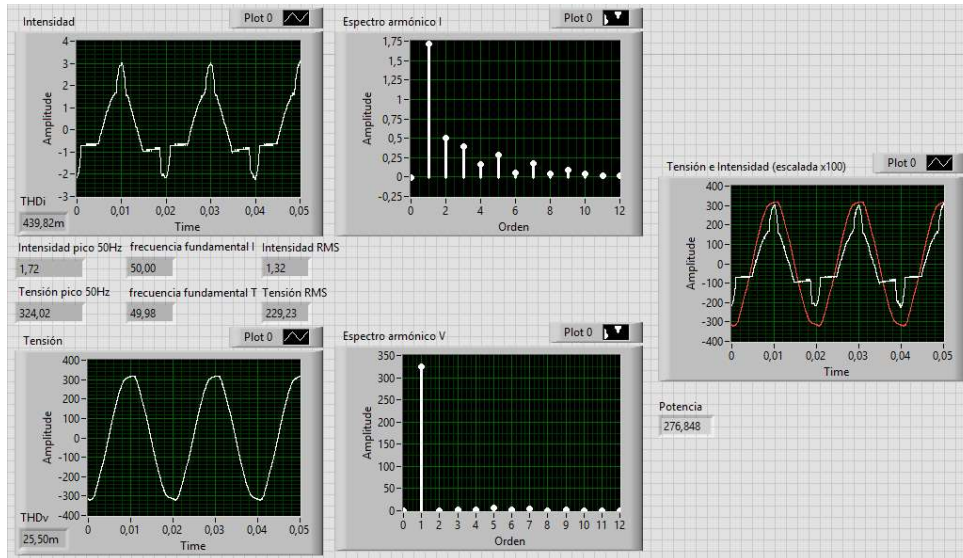 Intensidad
Plot 0
Amplitude
4
3
2
1
0
-1
-2
-3
0 0,01 0,02 0,03 0,04 0,05
Time
THDi
439,82m
Espectro armónico I
Plot 0
Amplitude
1,75
1,5
1,25
1
0,75
0,5
0,25
0
-0,25
0 2 4 6 8 10 12
Orden
Intensidad pico 50Hz frecuencia fundamental I Intensidad RMS
1,72 50,00 1,32
Tensión pico 50Hz frecuencia fundamental T Tensión RMS
324,02 49,98 229,23
Tensión
Plot 0
Amplitude
400
300
200
100
0
-100
-200
-300
-400
0 0,01 0,02 0,03 0,04 0,05
Time
THDv
25,50m
Espectro armónico V
Plot 0
Amplitude
350
300
250
200
150
100
50
0
0 1 2 3 4 5 6 7 8 9 10 11 12
Orden
Tensión e Intensidad (escalada x100)
Plot 0
Amplitude
400
300
200
100
0
-100
-200
-300
-400
0 0,01 0,02 0,03 0,04 0,05
Time
Potencia
276,848